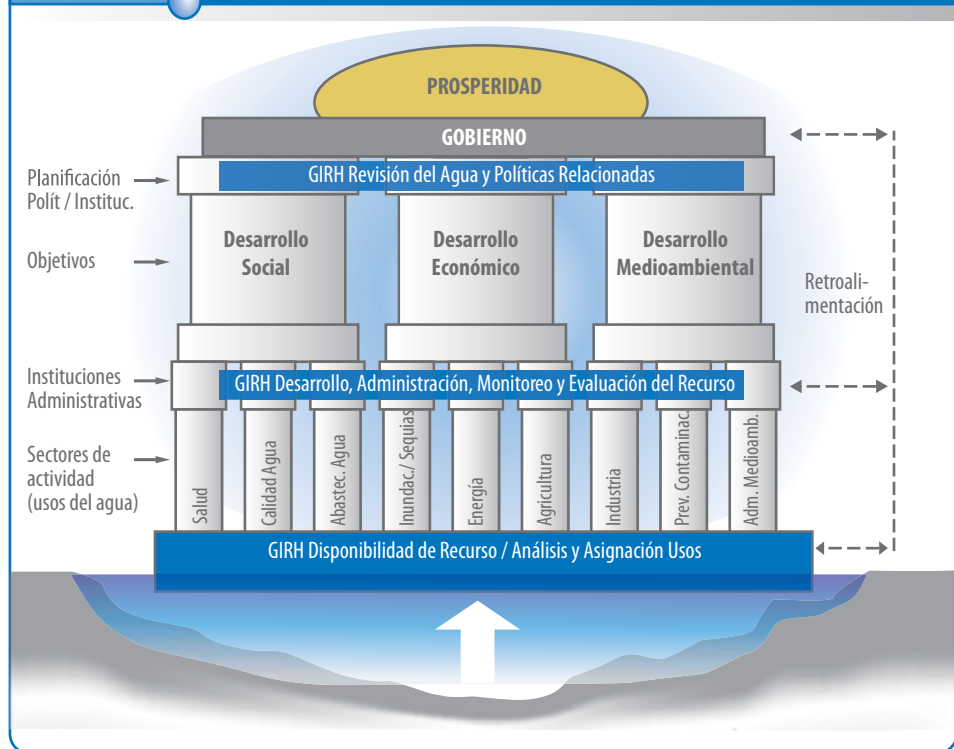 PROSPERIDAD
GOBIERNO
GIRH Revisión del Agua y Políticas Relacionadas
Planificación
Polít / Instituc.
Objetivos
Desarrollo
Social
Desarrollo
Económico
Desarrollo
Medioambiental
Retroali-
mentación
Instituciones
Administrativas
GIRH Desarrollo, Administración, Monitoreo y Evaluación del Recurso
Sectores de
actividad
(usos del agua)
Salud
Calidad Agua
Abastec. Agua
Inundac./ Sequias
Energía
Agricultura
Industria
Prev. Contaminac.
Adm. Medioamb.
GIRH Disponibilidad de Recurso / Análisis y Asignación Usos